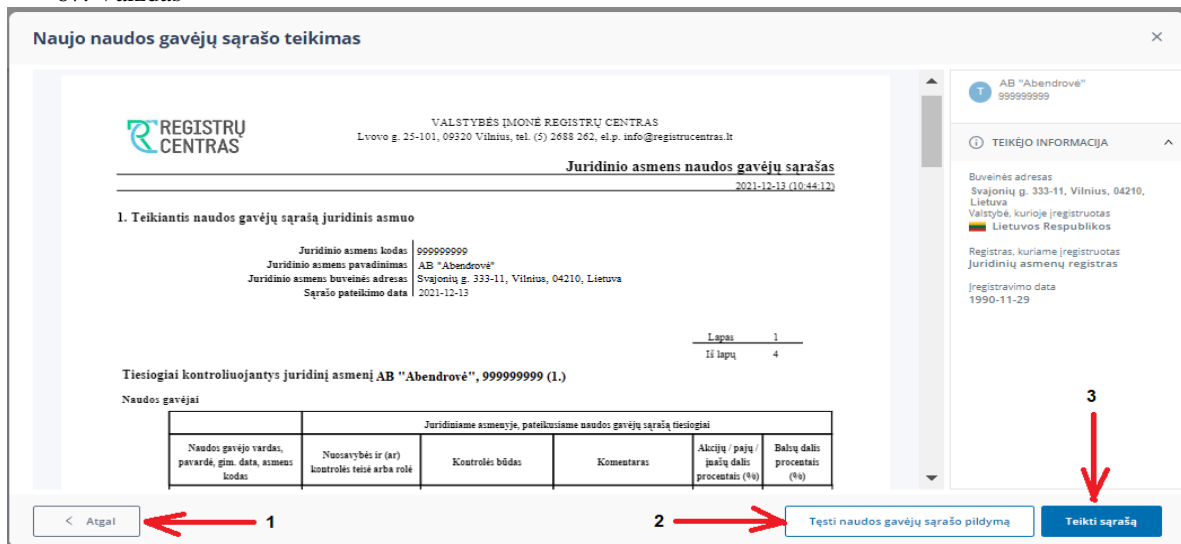 Naujo naudos gavėjų sąrašo teikimas
REGISTRŲ
CENTRAS
VALSTYBĖS ĮMONĖ REGISTRŲ CENTRAS
Lvovo g. 25-101, 09320 Vilnius, tel. (5) 2688 262, el.p. info@registrucentras.lt
Juridinio asmens naudos gavėjų sąrašas
2021-12-13 (10:44:12)
1. Teikiantis naudos gavėjų sąrašą juridinis asmuo
Juridinio asmens kodas 999999999
Juridinio asmens pavadinimas AB "Abendrovė"
Juridinio asmens buveinės adresas Svajonių g. 333-11, Vilnius, 04210, Lietuva
Sąrašo pateikimo data 2021-12-13
Lapas 1
Iš lapų 4
Tiesiogiai kontroliuojantys juridinį asmenį AB "Abendrovė", 999999999 (1.)
Naudos gavėjai
Juridiniame asmenyje, pateikusiame naudos gavėjų sąrašą tiesiogiai
Naudos gavėjo vardas,
pavardė, gim. data, asmens
kodas
Nuosavybės ir (ar)
kontrolės teisė arba rolė
Kontrolės būdas
Komentaras
Akcijų / pajų /
įnašų dalis
procentais (%)
Balsų dalis
procentais
(%)
T
AB "Abendrovė"
999999999
TEIKĖJO INFORMACIJA
Buveinės adresas
Svajonių g. 333-11, Vilnius, 04210,
Lietuva
Valstybė, kurioje įregistruotas
Lietuvos Respublikos
Registras, kuriame įregistruotas
Juridinių asmenų registras
Įregistravimo data
1990-11-29
3
< Atgal
1
2
Tęsti naudos gavėjų sąrašo pildymą
Teikti sąrašą